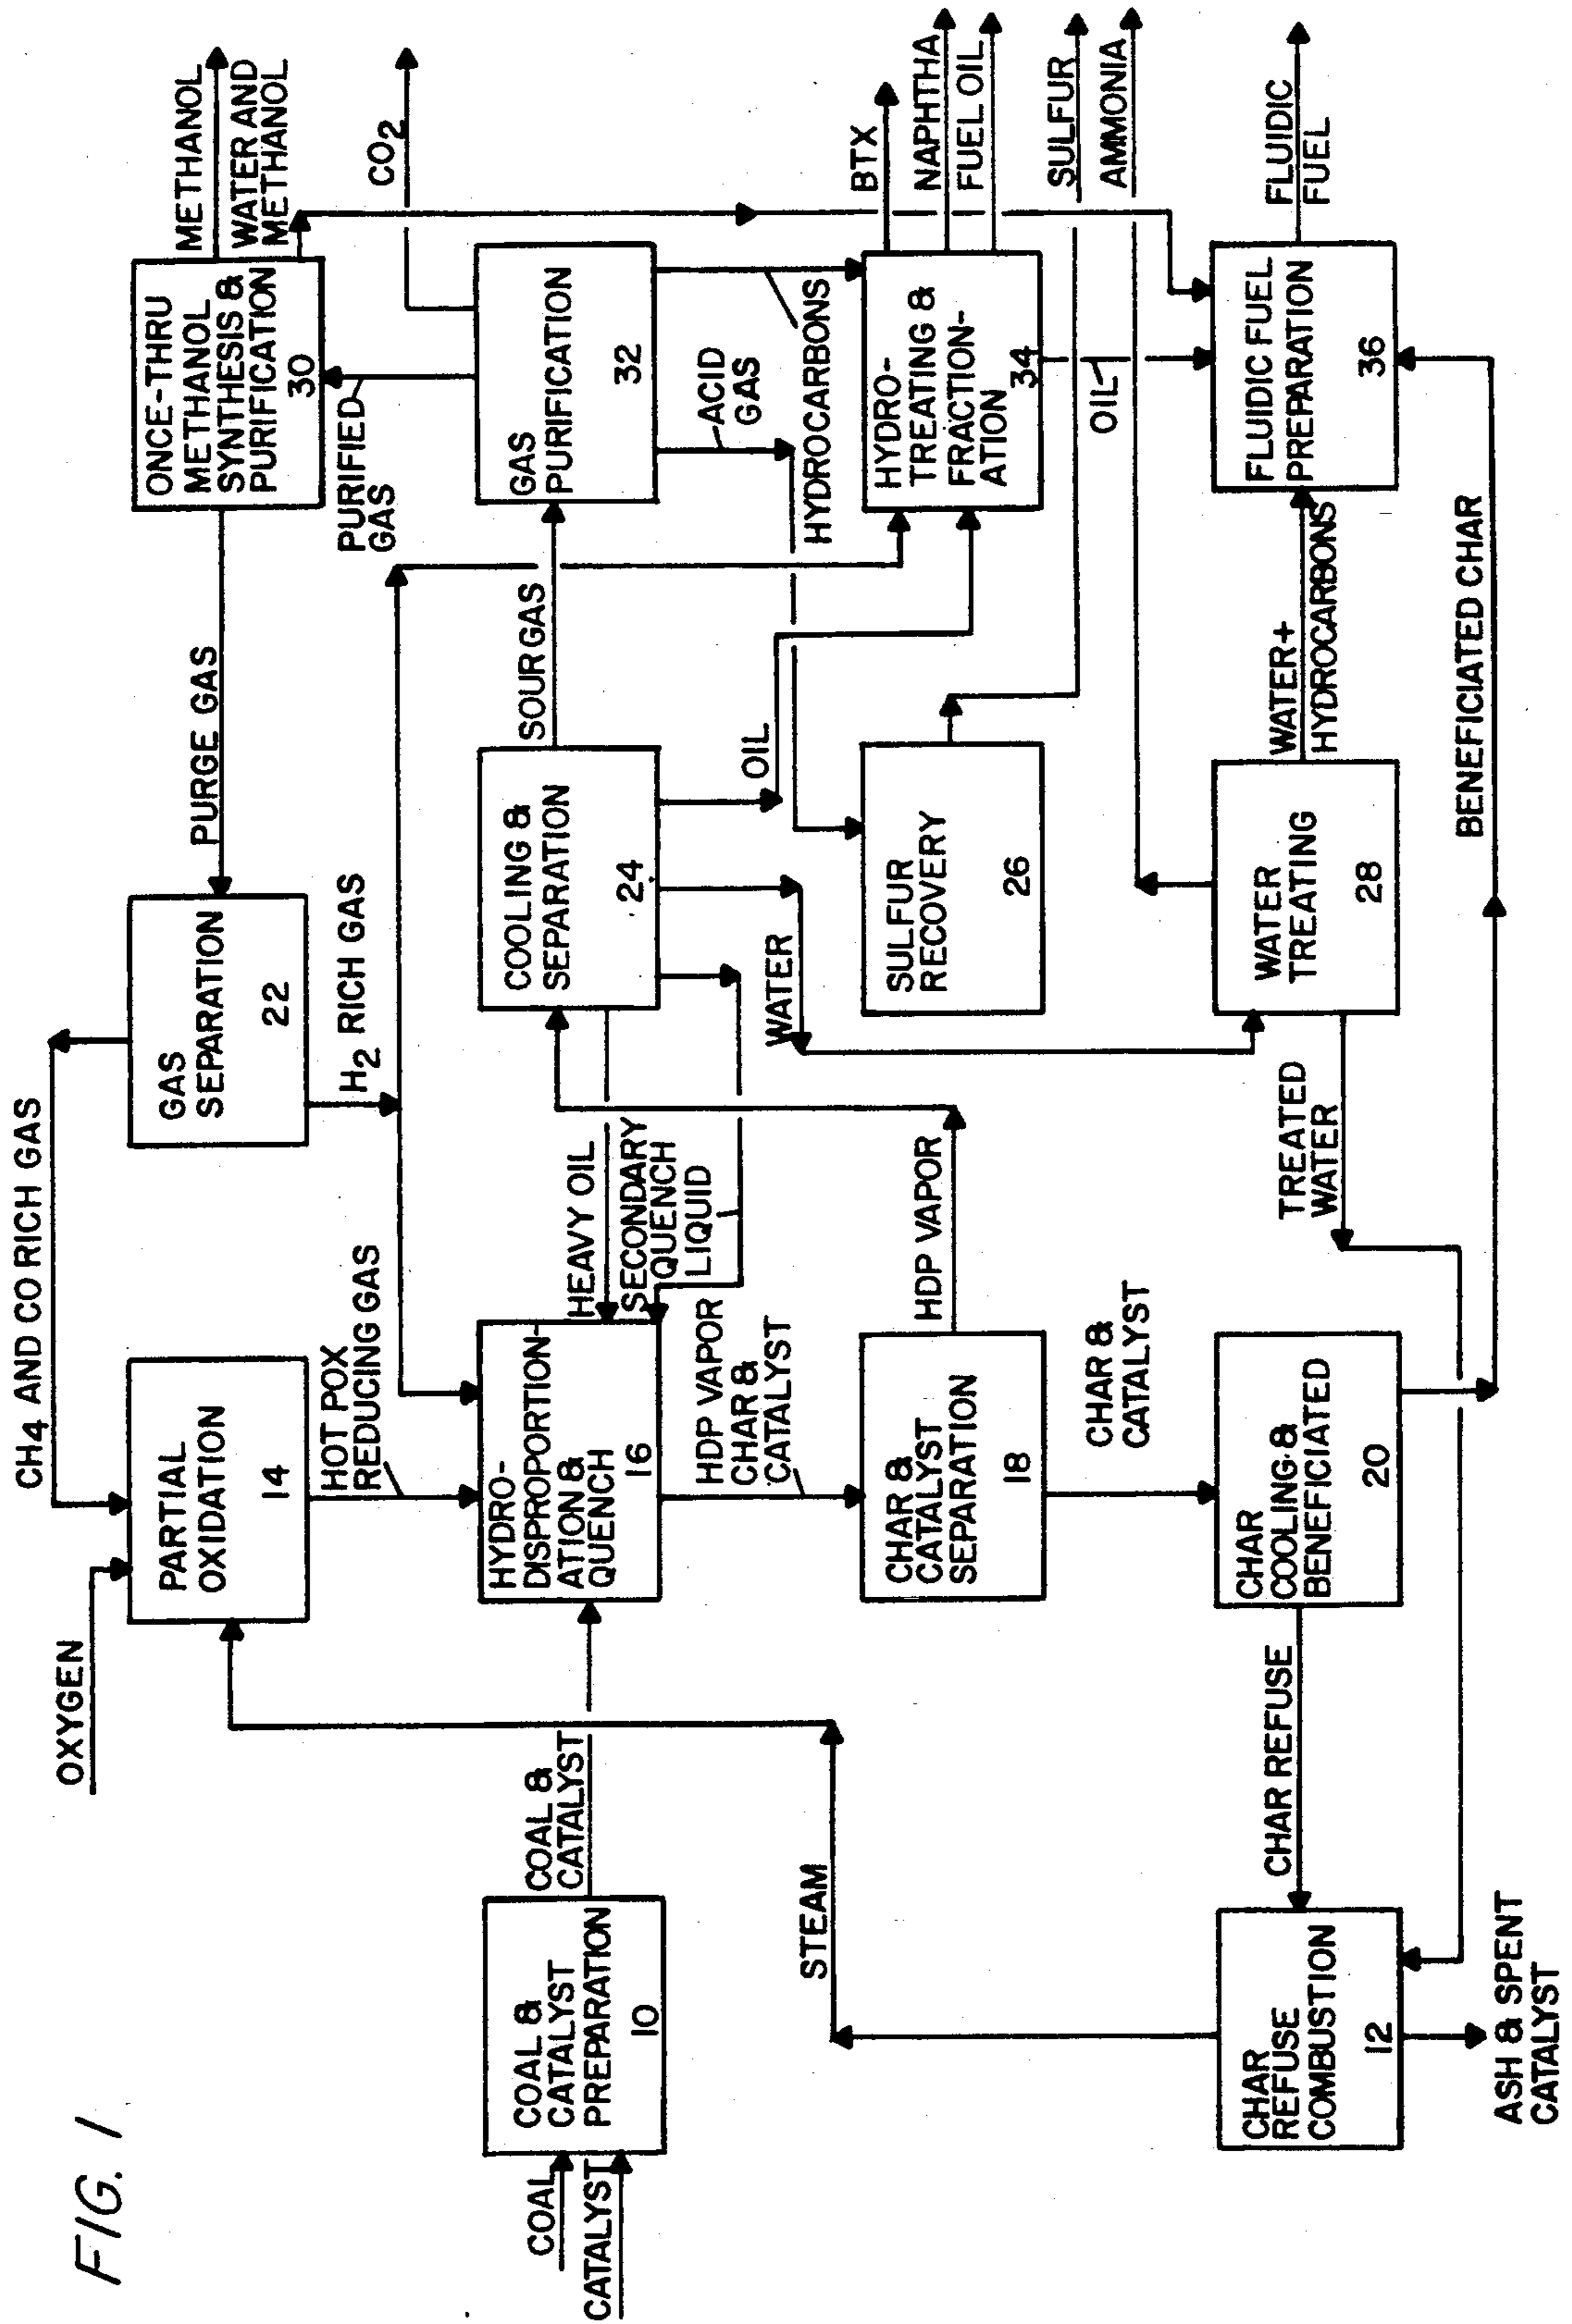 FIG. 1
OXYGEN
CH4 AND CO RICH GAS
PARTIAL
OXIDATION
14
GAS
SEPARATION
22
PURGE GAS
ONCE-THRU
METHANOL
SYNTHESIS &
PURIFICATION
30
METHANOL
WATER AND
METHANOL
HOT POX
REDUCING GAS
H2 RICH GAS
PURIFIED
GAS
CO2
COAL
CATALYST
COAL &
CATALYST
PREPARATION
10
COAL &
CATALYST
HYDRO-
DISPROPORTION-
ATION &
QUENCH
16
HEAVY OIL
SECONDARY
QUENCH
LIQUID
COOLING &
SEPARATION
24
SOUR GAS
GAS
PURIFICATION
32
HDP VAPOR
CHAR &
CATALYST
WATER
OIL
ACID
GAS
HYDROCARBONS
STEAM
CHAR &
CATALYST
SEPARATION
18
HDP VAPOR
SULFUR
RECOVERY
26
HYDRO-
TREATING &
FRACTION-
ATION
34
BTX
NAPHTHA
FUEL OIL
SULFUR
AMMONIA
CHAR &
CATALYST
OIL
CHAR
REFUSE
COMBUSTION
12
CHAR REFUSE
CHAR
COOLING &
BENEFICIATED
20
TREATED
WATER
WATER
TREATING
28
WATER+
HYDROCARBONS
FLUIDIC FUEL
PREPARATION
36
FLUIDIC
FUEL
BENEFICIATED CHAR
ASH & SPENT
CATALYST